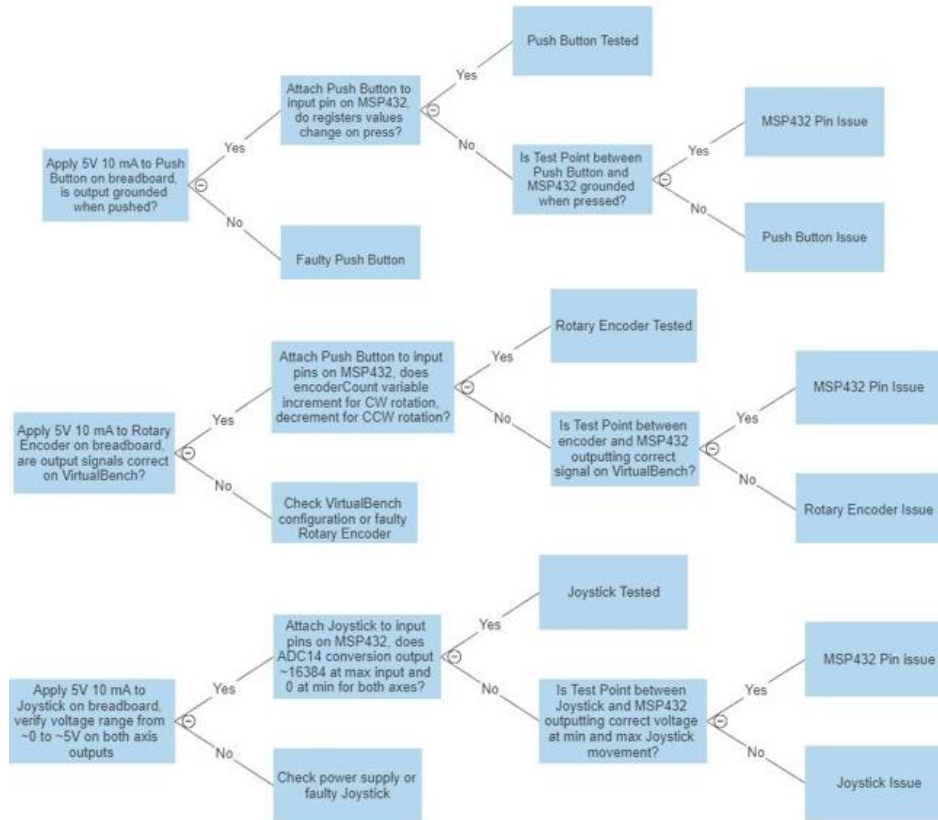 Push Button Tested
Yes
Attach Push Button to
input pin on MSP432,
do registers values
change on press?
Yes
No
MSP432 Pin Issue
Yes
Apply 5V 10 mA to Push
Button on breadboard,
is output grounded
when pushed?
Is Test Point between
Push Button and
MSP432 grounded
when pressed?
No
No
Faulty Push Button
Push Button Issue
Rotary Encoder Tested
Yes
Attach Push Button to input
pins on MSP432, does
encoderCount variable
increment for CW rotation,
decrement for CCW rotation?
Yes
No
MSP432 Pin Issue
Yes
Apply 5V 10 mA to Rotary
Encoder on breadboard,
are output signals correct
on VirtualBench?
Is Test Point between
encoder and MSP432
outputting correct
signal on VirtualBench?
No
No
Check VirtualBench
configuration or faulty
Rotary Encoder
Rotary Encoder Issue
Joystick Tested
Yes
Attach Joystick to input
pins on MSP432, does
ADC14 conversion output
~16384 at max input and
0 at min for both axes?
Yes
No
MSP432 Pin issue
Yes
Apply 5V 10 mA to
Joystick on breadboard,
verify voltage range from
~0 to ~5V on both axis
outputs
Is Test Point between
Joystick and MSP432
outputting correct voltage
at min and max Joystick
movement?
No
No
Check power supply or
faulty Joystick
Joystick Issue